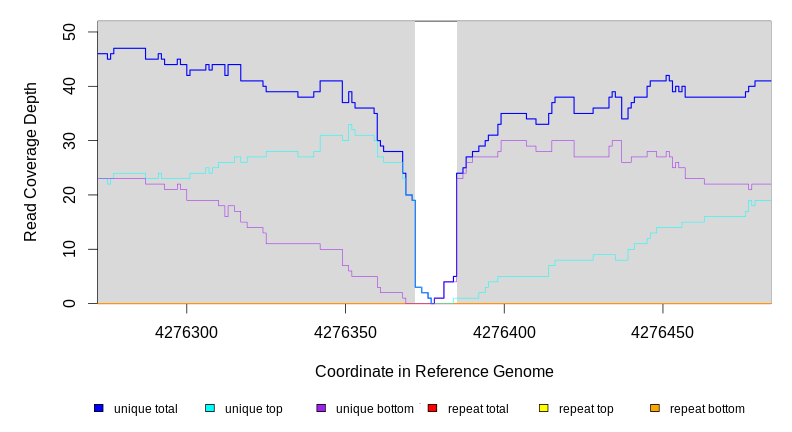 Read Coverage Depth
50
40
30
20
10
0
4276300 4276350 4276400 4276450
Coordinate in Reference Genome
unique total unique top unique bottom repeat total repeat top repeat bottom